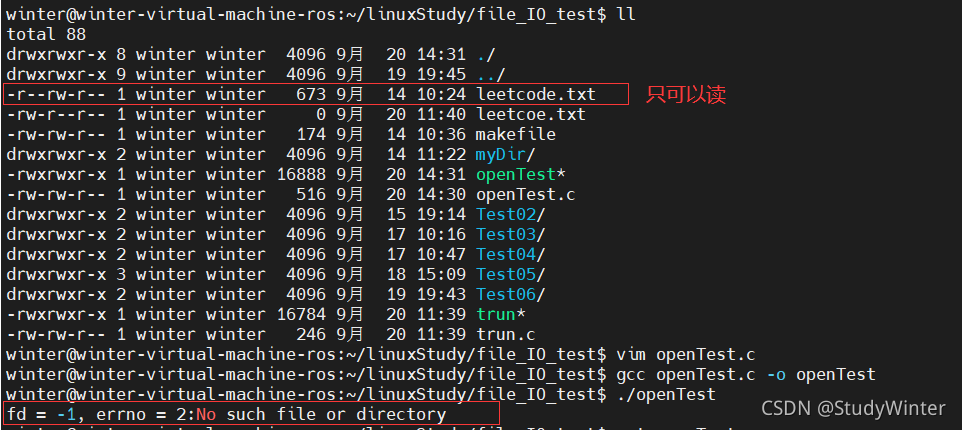 winter@winter-virtual-machine-ros:~/linuxStudy/file_IO_test$ ll
total 88
drwxrwxr-x 8 winter winter  4096 9月  20 14:31 ./
drwxrwxr-x 9 winter winter  4096 9月  19 19:45 ../
-r--rw-r-- 1 winter winter   673 9月  14 10:24 leetcode.txt 只可以读
-rw-r--r-- 1 winter winter     0 9月  20 11:40 leetcoe.txt
-rw-rw-r-- 1 winter winter   174 9月  14 10:36 makefile
drwxrwxr-x 2 winter winter  4096 9月  14 11:22 myDir/
-rwxrwxr-x 1 winter winter 16888 9月  20 14:31 openTest*
-rw-rw-r-- 1 winter winter   516 9月  20 14:30 openTest.c
drwxrwxr-x 2 winter winter  4096 9月  15 19:14 Test02/
drwxrwxr-x 2 winter winter  4096 9月  17 10:16 Test03/
drwxrwxr-x 2 winter winter  4096 9月  17 10:47 Test04/
drwxrwxr-x 3 winter winter  4096 9月  18 15:09 Test05/
drwxrwxr-x 2 winter winter  4096 9月  19 19:43 Test06/
-rwxrwxr-x 1 winter winter 16784 9月  20 11:39 trun*
-rw-rw-r-- 1 winter winter   246 9月  20 11:39 trun.c
winter@winter-virtual-machine-ros:~/linuxStudy/file_IO_test$ vim openTest.c
winter@winter-virtual-machine-ros:~/linuxStudy/file_IO_test$ gcc openTest.c -o openTest
winter@winter-virtual-machine-ros:~/linuxStudy/file_IO_test$ ./openTest
fd = -1, errno = 2:No such file or directory
CSDN @StudyWinter